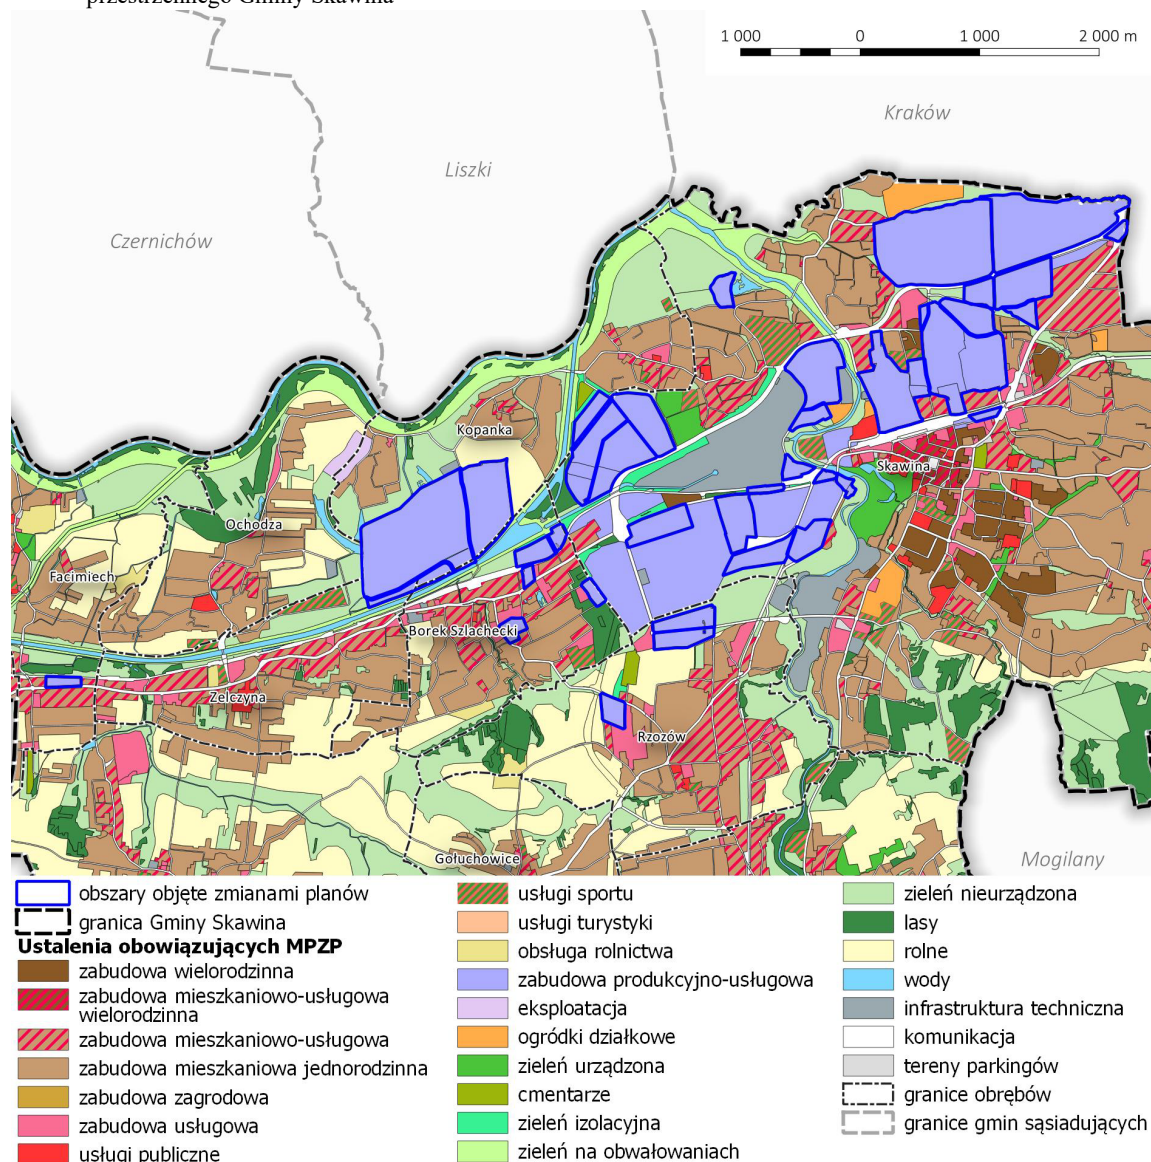 przestrzennego Gminy Skawina
1 000 0 1 000 2 000 m
Kraków
Liszki
Czernichów
Kopanka
Skawina
Ochodza
Facimiech
Borek Szlachecki
Zelczyna
Rzozów
Gołuchowice
Mogilany
obszary objęte zmianami planów
granica Gminy Skawina
Ustalenia obowiązujących MPZP
zabudowa wielorodzinna
zabudowa mieszkaniowo-usługowa
wielorodzinna
zabudowa mieszkaniowo-usługowa
zabudowa mieszkaniowa jednorodzinna
zabudowa zagrodowa
zabudowa usługowa
usługi publiczne
usługi sportu
usługi turystyki
obsługa rolnictwa
zabudowa produkcyjno-usługowa
eksploatacja
ogródki działkowe
zieleń urządzona
cmentarze
zieleń izolacyjna
zieleń na obwałowaniach
zieleń nieurządzona
lasy
rolne
wody
infrastruktura techniczna
komunikacja
tereny parkingów
granice obrębów
granice gmin sąsiadujących